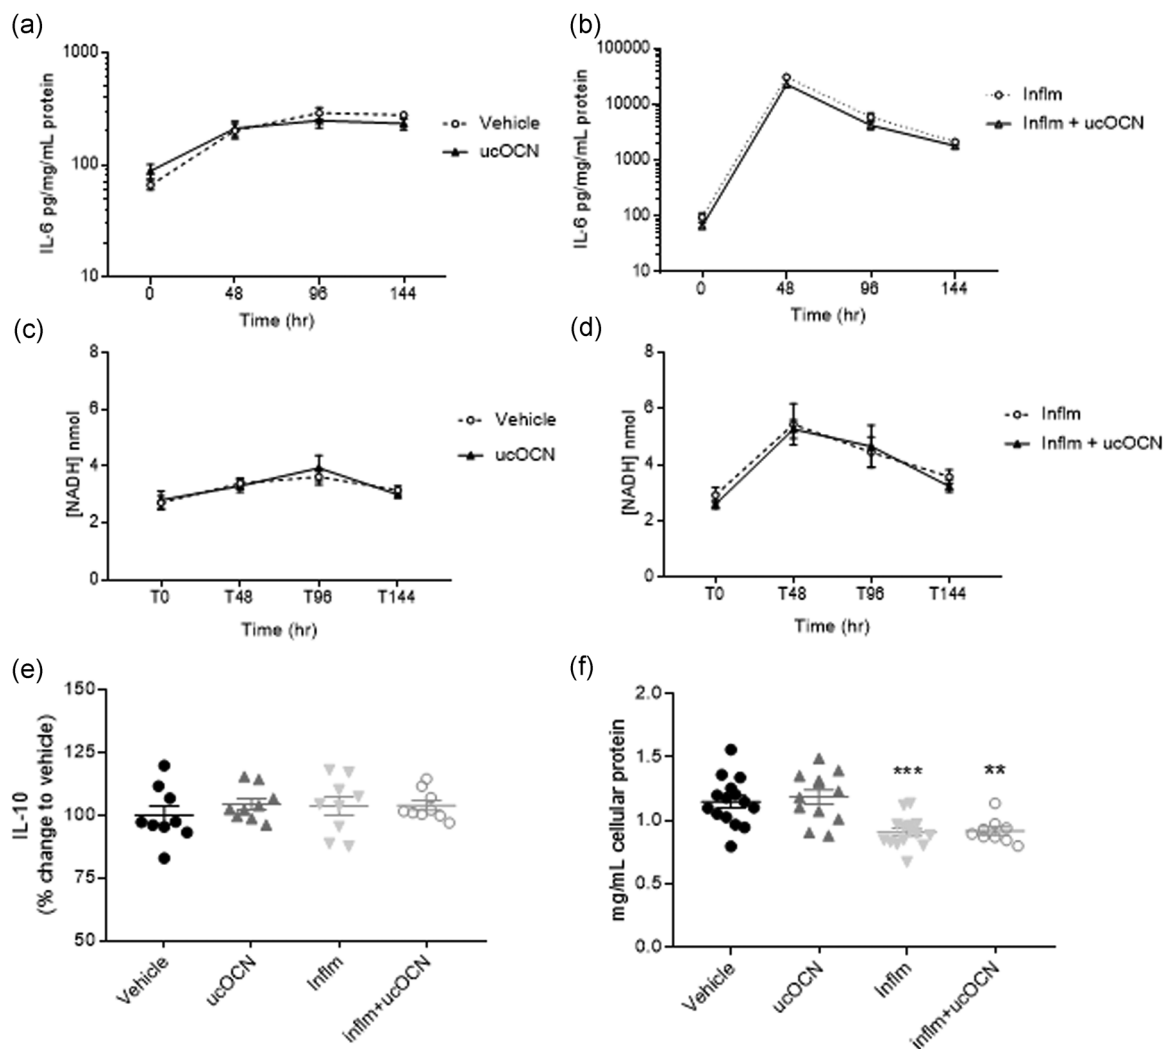 (a)
1000
100
10
IL-6 pg/mg/mL protein
0 48 96 144
Time (hr)
Vehicle
ucOCN
(b)
100000
10000
1000
100
10
IL-6 pg/mg/mL protein
0 48 96 144
Time (hr)
Inflm
Inflm + ucOCN
(c)
8
6
4
2
0
[NADH] nmol
T0 T48 T96 T144
Time (hr)
Vehicle
ucOCN
(d)
8
6
4
2
0
[NADH] nmol
T0 T48 T96 T144
Time (hr)
Inflm
Inflm + ucOCN
(e)
150
125
100
75
50
IL-10
(% change to vehicle)
Vehicle
ucOCN
Inflm
inflm+ucOCN
(f)
2.0
1.5
1.0
0.5
0.0
mg/mL cellular protein
*** **
Vehicle
ucOCN
Inflm
inflm+ucOCN